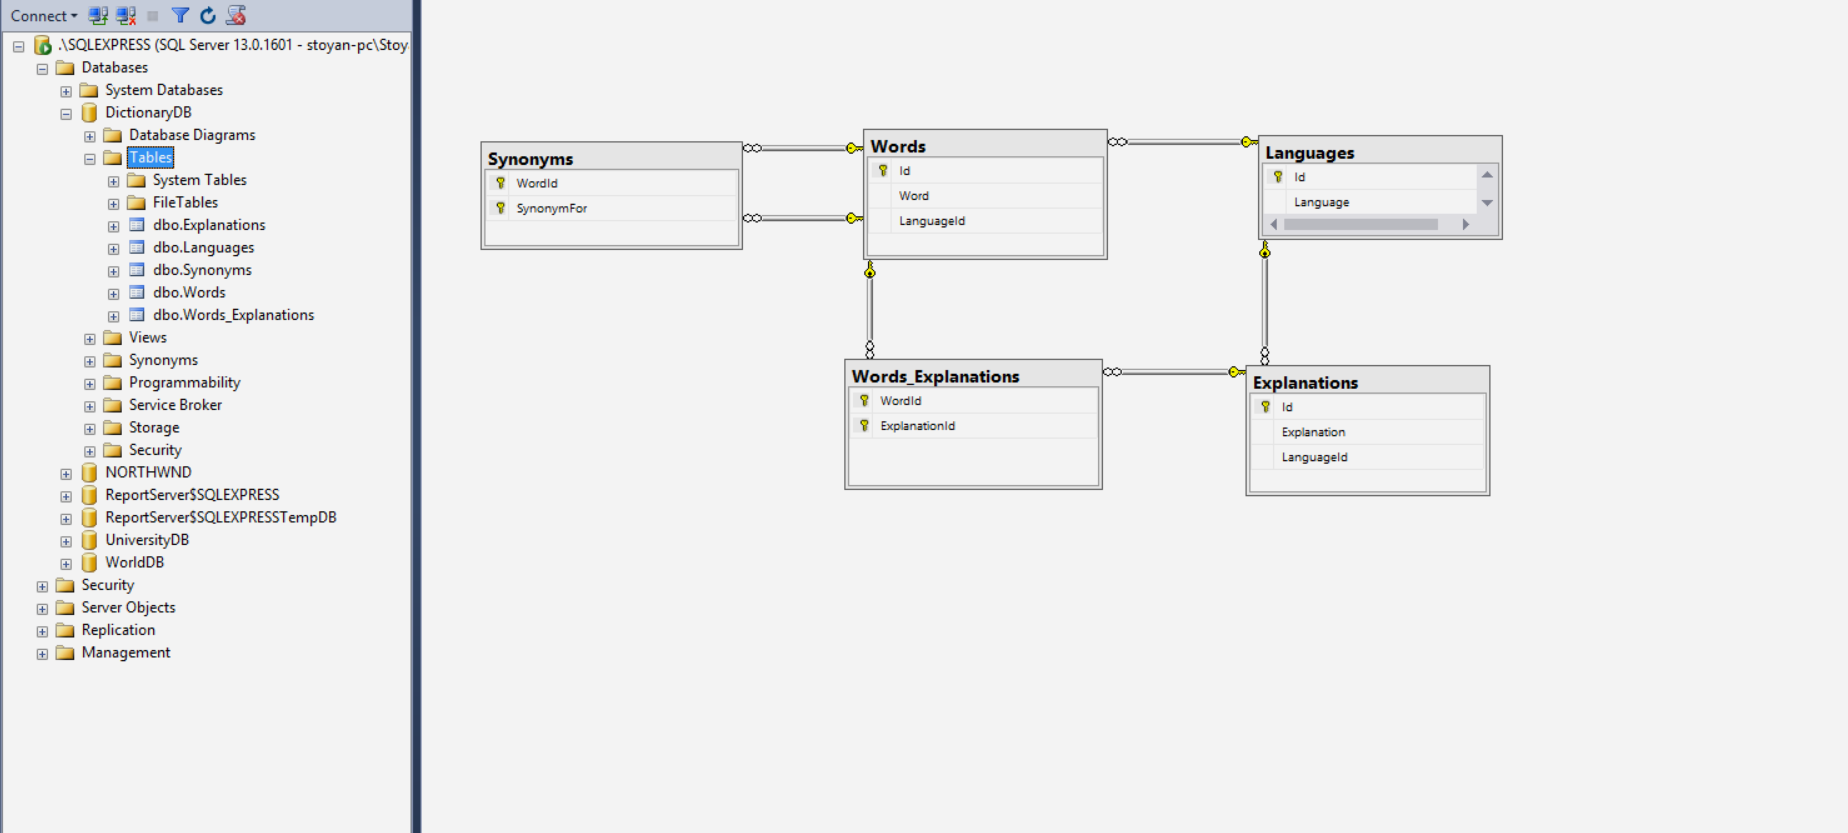 Connect
.\SQLEXPRESS (SQL Server 13.0.1601 - stoyan-pc\Stoy
Databases
System Databases
DictionaryDB
Database Diagrams
Tables
System Tables
FileTables
dbo.Explanations
dbo.Languages
dbo.Synonyms
dbo.Words
dbo.Words_Explanations
Views
Synonyms
Programmability
Service Broker
Storage
Security
NORTHWND
ReportServer$SQLEXPRESS
ReportServer$SQLEXPRESSTempDB
UniversityDB
WorldDB
Security
Server Objects
Replication
Management
Synonyms
WordId
SynonymFor
Words
Id
Word
LanguageId
Languages
Id
Language
Words_Explanations
WordId
ExplanationId
Explanations
Id
Explanation
LanguageId